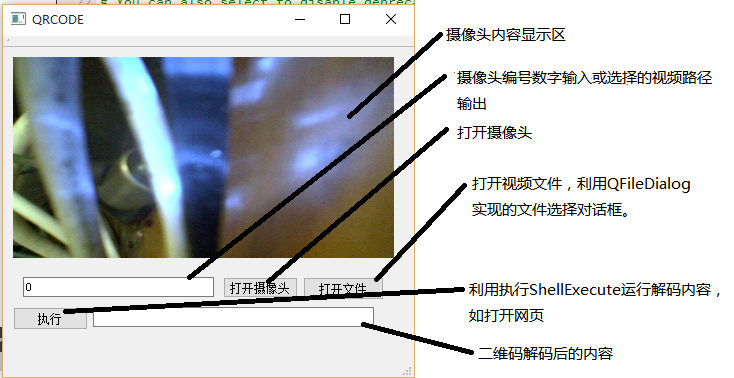 # You can also select to disable deprec
QRCODE
摄像头内容显示区
摄像头编号数字输入或选择的视频路径
输出
打开摄像头
打开视频文件，利用QFileDialog
实现的文件选择对话框。
0
打开摄像头
打开文件
利用执行ShellExecute运行解码内容，
如打开网页
执行
二维码解码后的内容